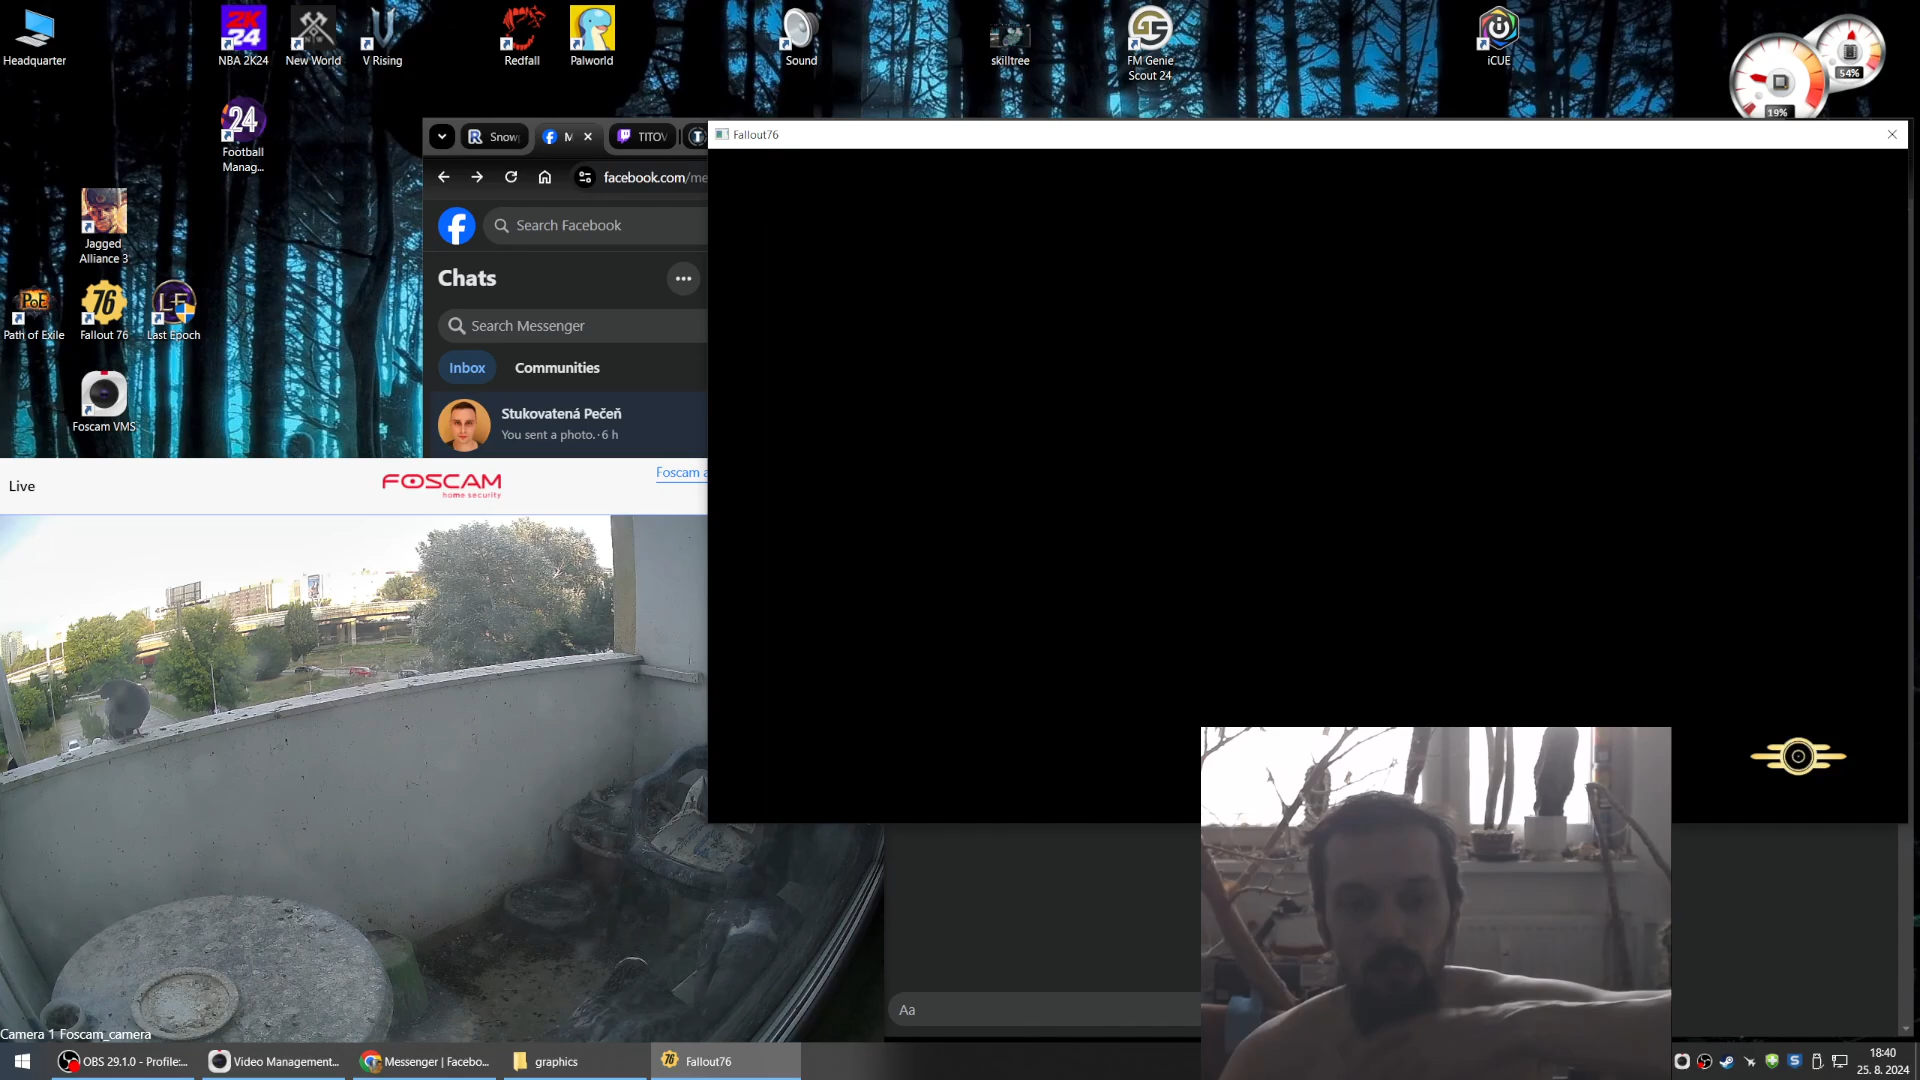 Headquarter
NBA 2K24
New World
V Rising
Redfall
Palworld
Sound
skilltree
FM Genie
Scout 24
iCUE
54%
19%
24
Football
Manag...
Jagged
Alliance 3
Path of Exile
Fallout 76
Last Epoch
Foscam VMS
Snow
M
TITOV
Fallout76
facebook.com/me
Search Facebook
Chats
Search Messenger
Inbox
Communities
Stukovatená Pečeň
You sent a photo. · 6 h
Live
FOSCAM
home security
Foscam a
Camera 1 Foscam_camera
Aa
OBS 29.1.0 - Profile:...
Video Management...
Messenger | Facebo...
graphics
Fallout76
18:40
25. 8. 2024